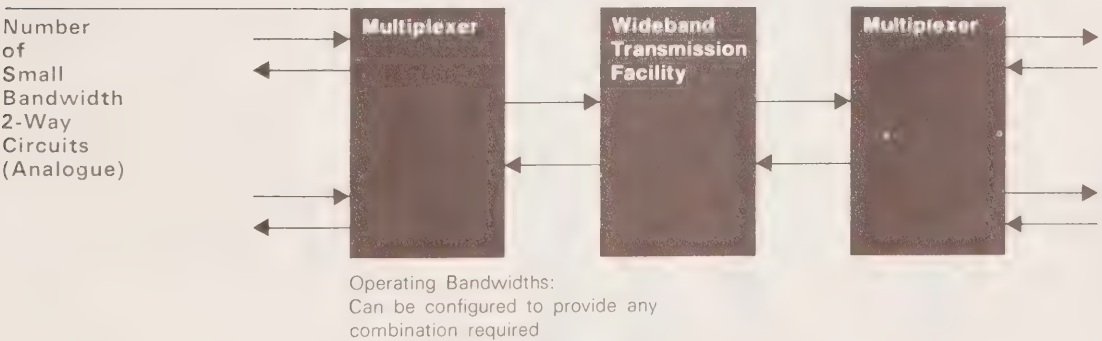 Number
of
Small
Bandwidth
2-Way
Circuits
(Analogue)
Multiplexer
Wideband
Transmission
Facility
Multiplexer
Operating Bandwidths:
Can be configured to provide any
combination required